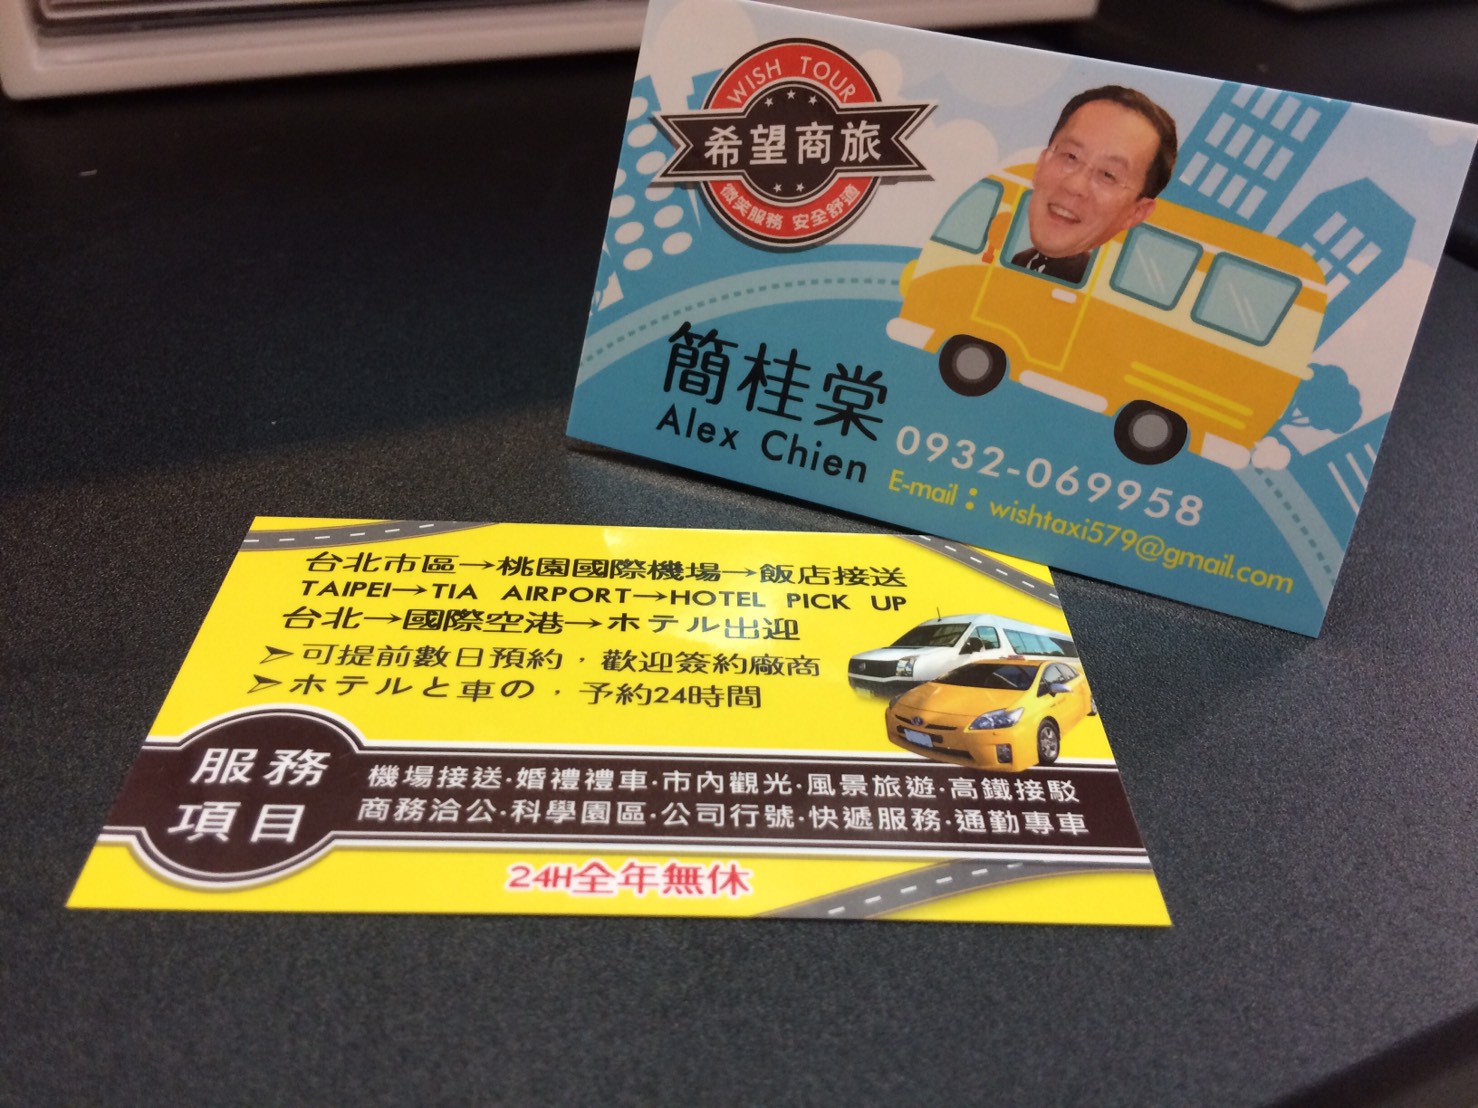 WISH TOUR
希望商旅
微笑服務 安全舒適
簡桂棠
Alex Chien
0932-069958
E-mail：wishtaxi579@gmail.com
台北市區→桃園國際機場→飯店接送
TAIPEI→TIA AIRPORT→HOTEL PICK UP
台北→國際空港→ホテル出迎
➢可提前數日預約，歡迎簽約廠商
➢ホテルと車の，予約24時間
服務
項目
機場接送·婚禮禮車·市內觀光·風景旅遊·高鐵接駁
商務洽公·科學園區·公司行號·快遞服務·通勤專車
24H全年無休